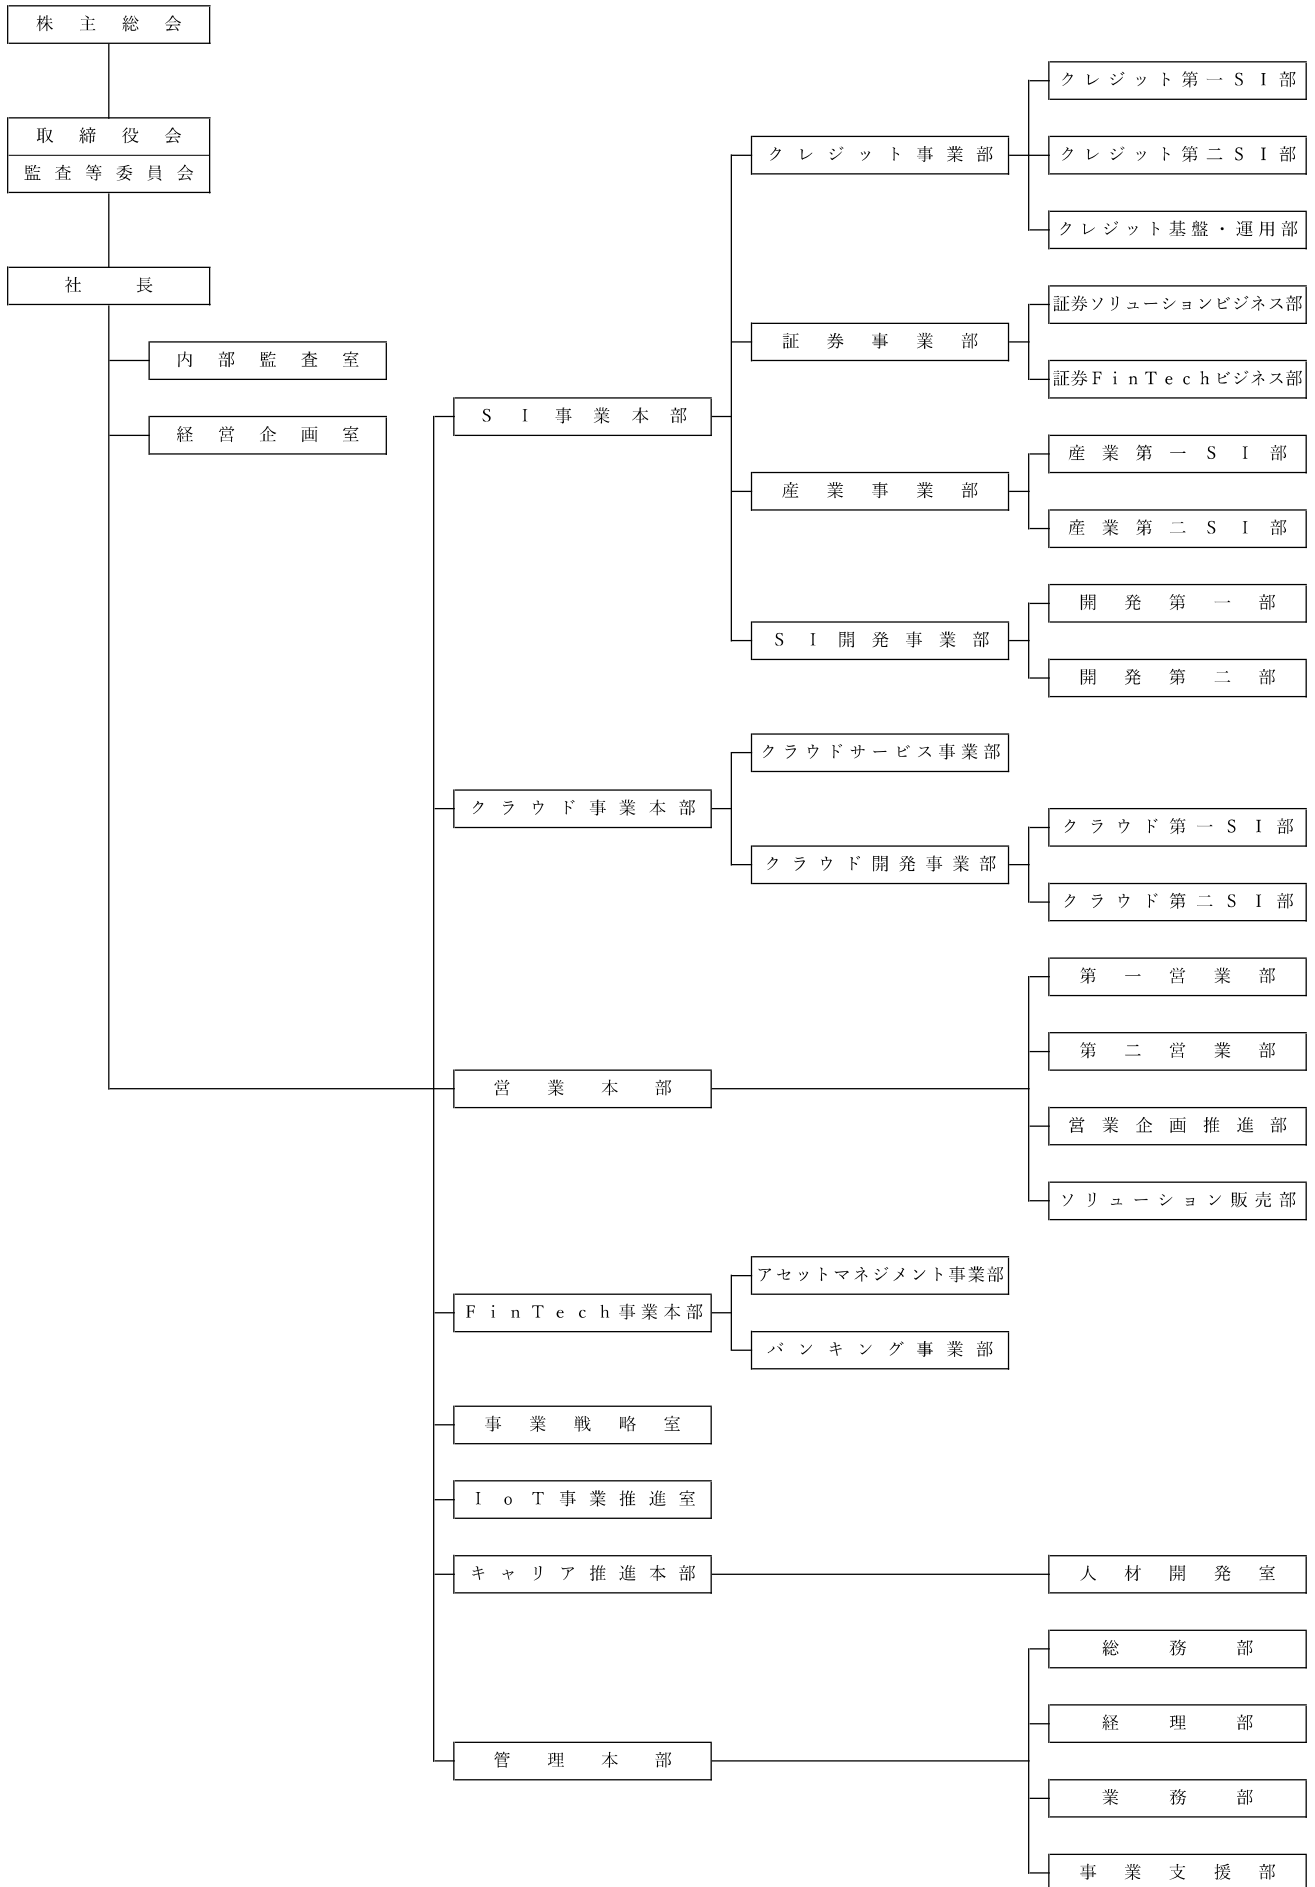 株主総会
取締役会
監査等委員会
社長
内部監査室
経営企画室
SI事業本部
クレジット事業部
クレジット第一SI部
クレジット第二SI部
クレジット基盤・運用部
証券事業部
証券ソリューションビジネス部
証券FinTechビジネス部
産業事業部
産業第一SI部
産業第二SI部
SI開発事業部
開発第一部
開発第二部
クラウド事業本部
クラウドサービス事業部
クラウド開発事業部
クラウド第一SI部
クラウド第二SI部
営業本部
第一営業部
第二営業部
営業企画推進部
ソリューション販売部
FinTech事業本部
アセットマネジメント事業部
バンキング事業部
事業戦略室
IoT事業推進室
キャリア推進本部
人材開発室
管理本部
総務部
経理部
業務部
事業支援部